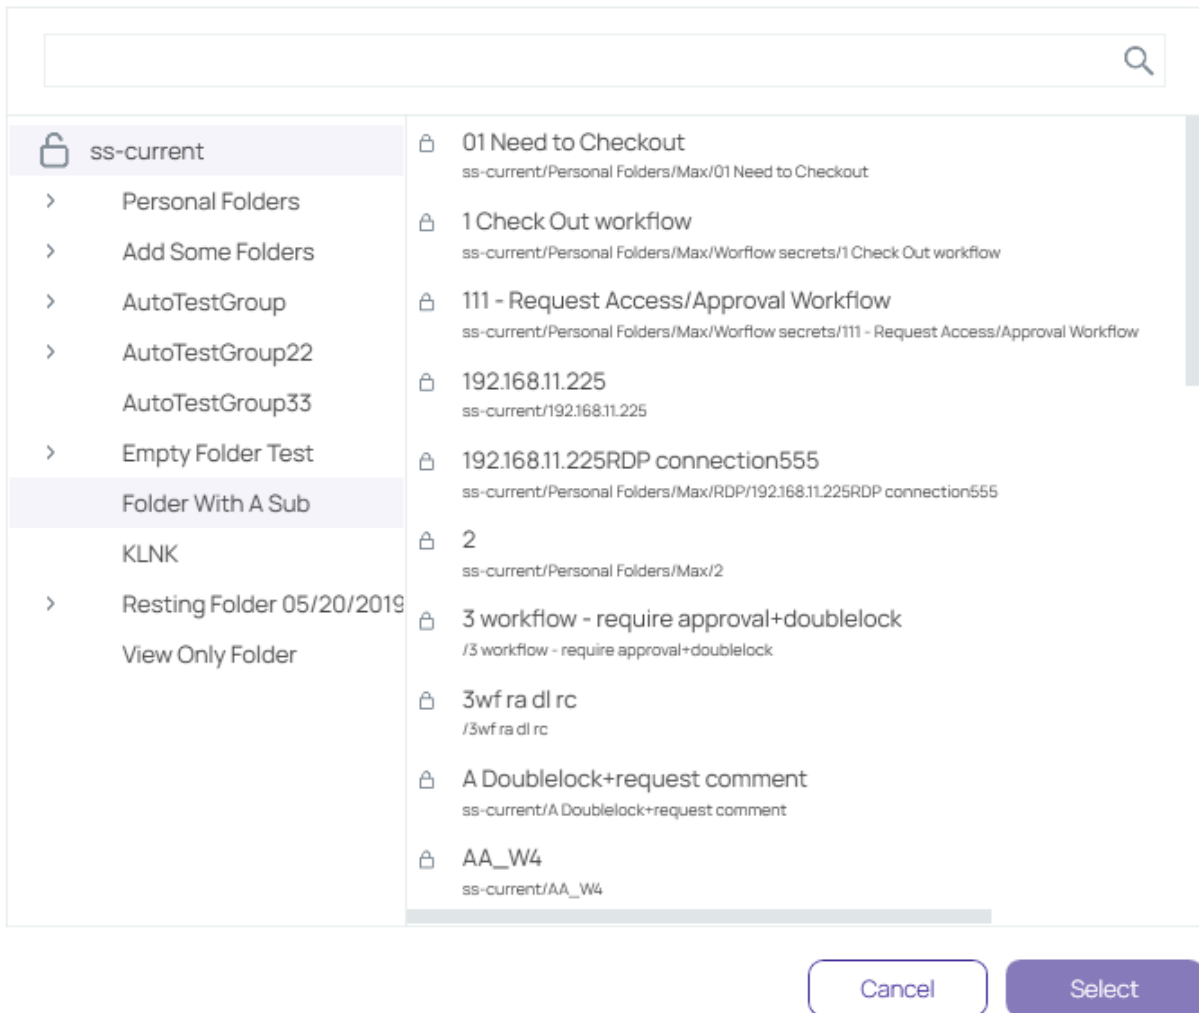 ss-current
Personal Folders
Add Some Folders
AutoTestGroup
AutoTestGroup22
AutoTestGroup33
Empty Folder Test
Folder With A Sub
KLNK
Resting Folder 05/20/2019
View Only Folder
01 Need to Checkout
ss-current/Personal Folders/Max/01 Need to Checkout
1 Check Out workflow
ss-current/Personal Folders/Max/Worflow secrets/1 Check Out workflow
111 - Request Access/Approval Workflow
ss-current/Personal Folders/Max/Worflow secrets/111 - Request Access/Approval Workflow
192.168.11.225
ss-current/192.168.11.225
192.168.11.225RDP connection555
ss-current/Personal Folders/Max/RDP/192.168.11.225RDP connection555
2
ss-current/Personal Folders/Max/2
3 workflow - require approval+doublelock
/3 workflow - require approval+doublelock
3wf ra dl rc
/3wf ra dl rc
A Doublelock+request comment
ss-current/A Doublelock+request comment
AA_W4
ss-current/AA_W4
Cancel
Select